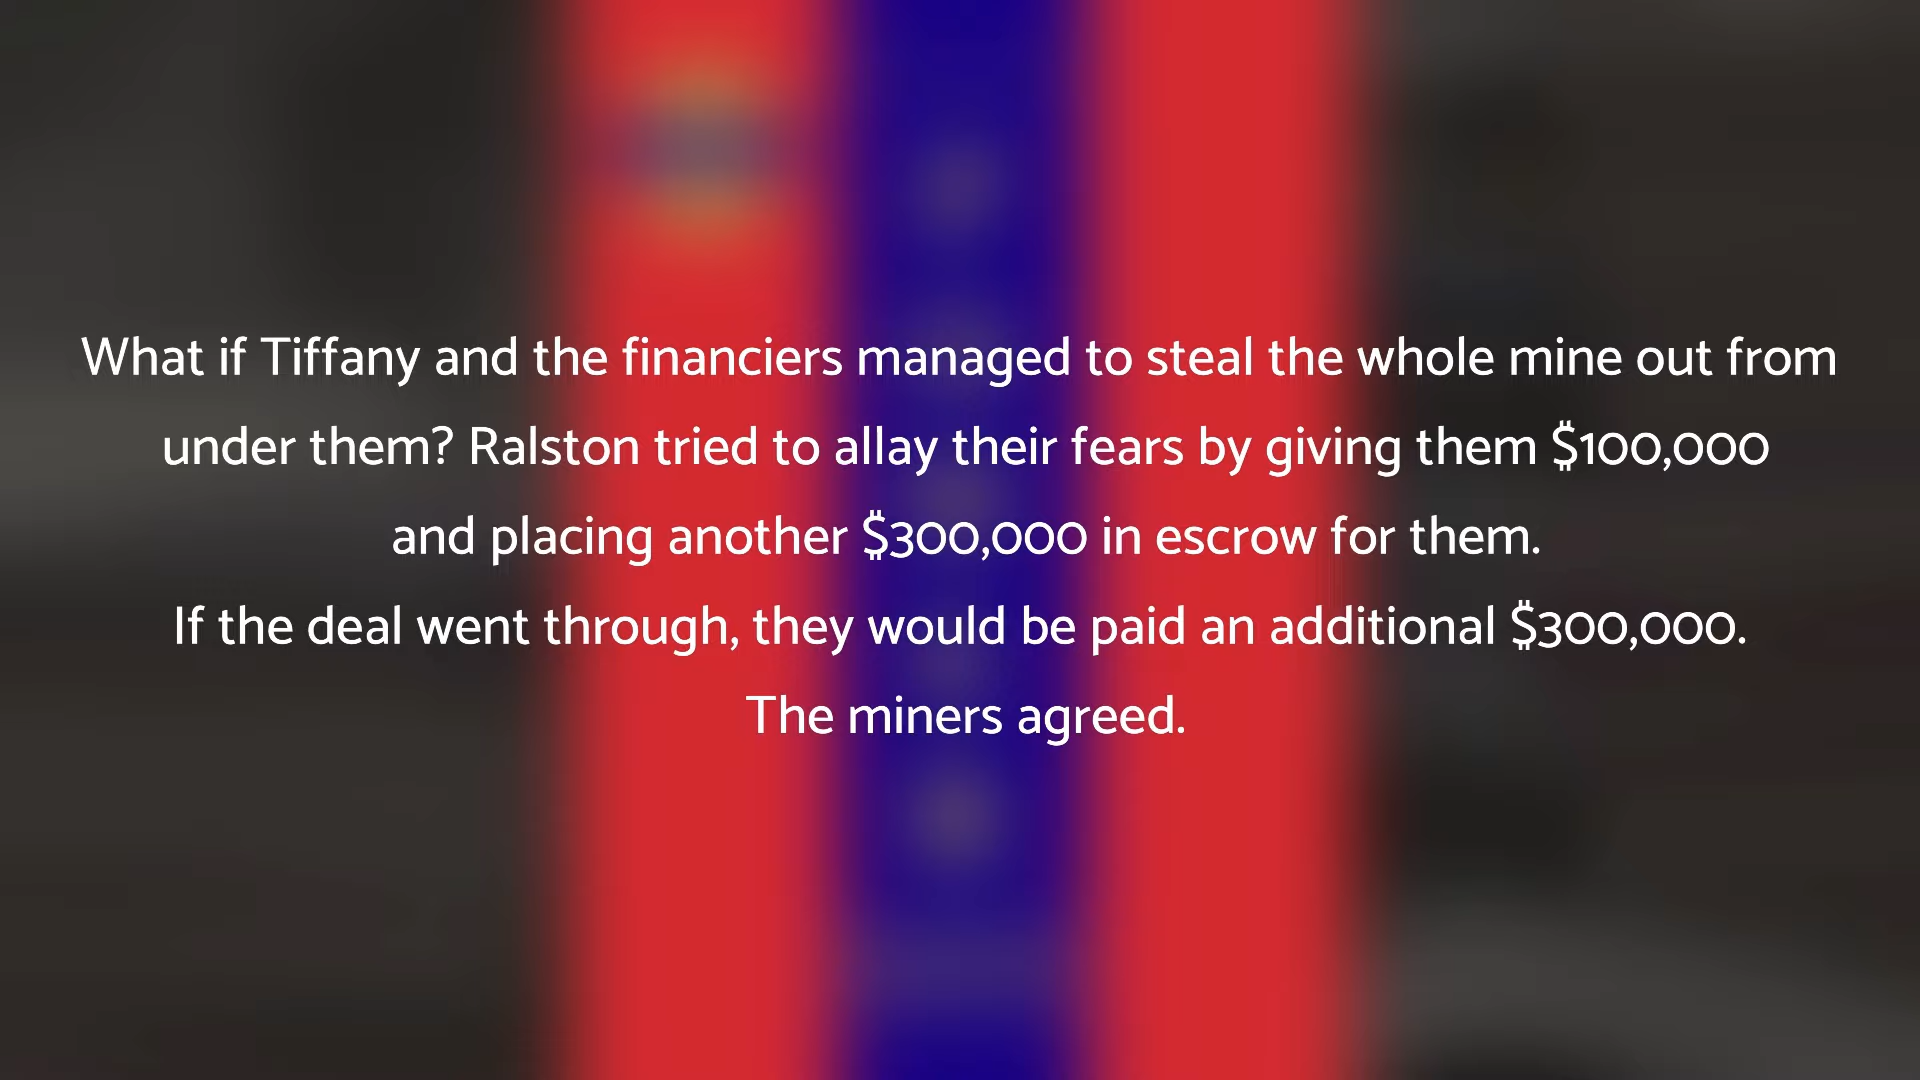 What if Tiffany and the financiers managed to steal the whole mine out from
under them? Ralston tried to allay their fears by giving them $100,000
and placing another $300,000 in escrow for them.
If the deal went through, they would be paid an additional $300,000.
The miners agreed.